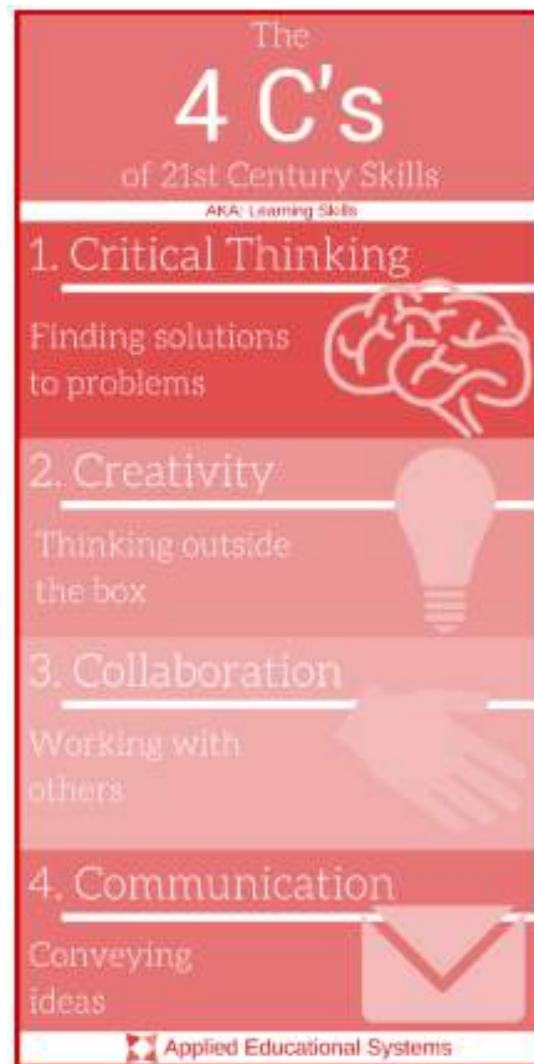 The
4 C's
of 21st Century Skills
AKA: Learning Skills
1. Critical Thinking
Finding solutions
to problems
2. Creativity
Thinking outside
the box
3. Collaboration
Working with
others
4. Communication
Conveying
ideas
Applied Educational Systems